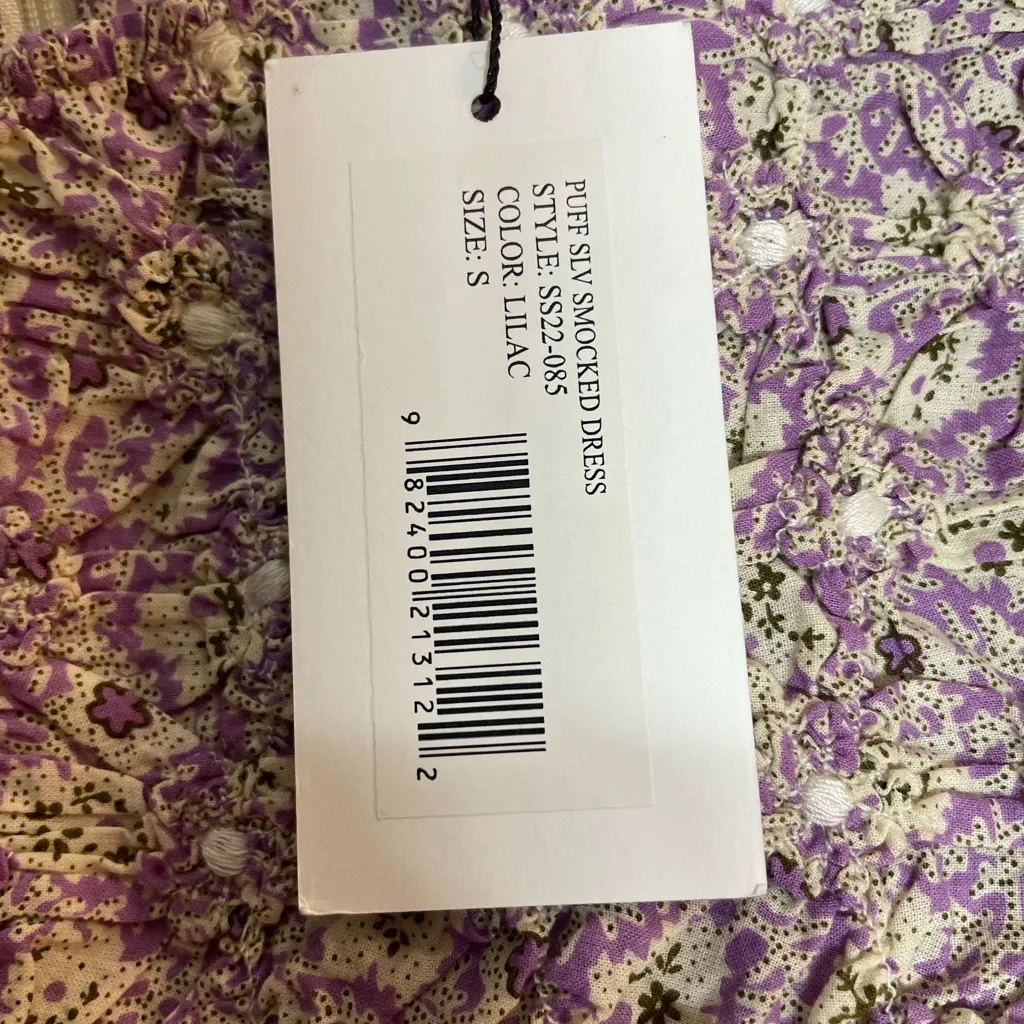 PUFF SLV SMOCKED DRESS
STYLE: SS22-085
COLOR: LILAC
SIZE: S
9 82400 21312 2